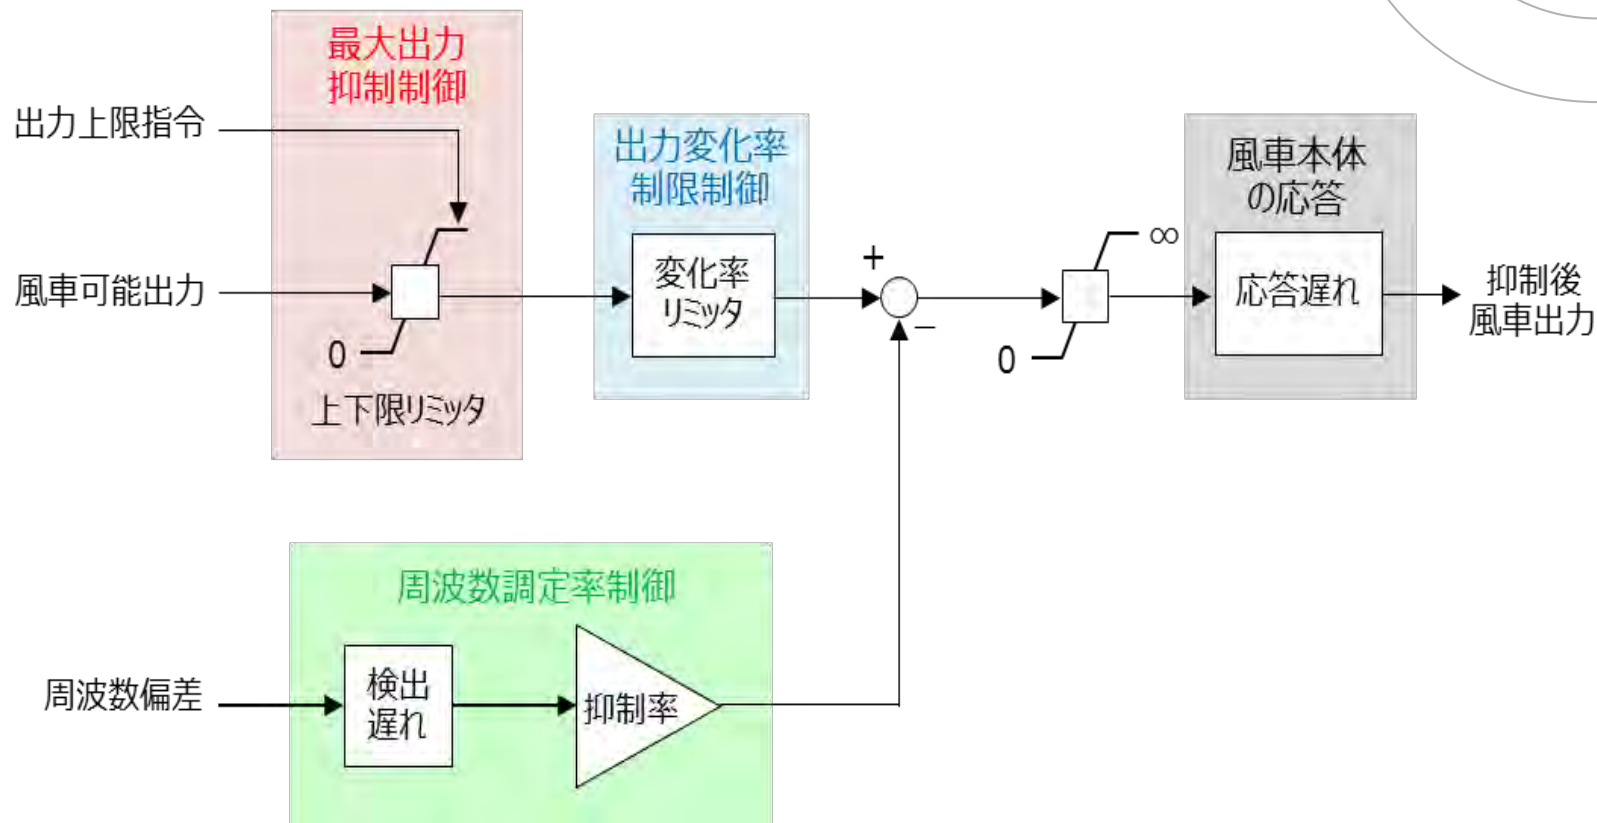 最大出力
抑制制御
出力上限指令
風車可能出力
0
上下限リミッタ
出力変化率
制限制御
変化率
リミッタ
+
−
∞
0
風車本体
の応答
応答遅れ
抑制後
風車出力
周波数調定率制御
周波数偏差
検出
遅れ
抑制率